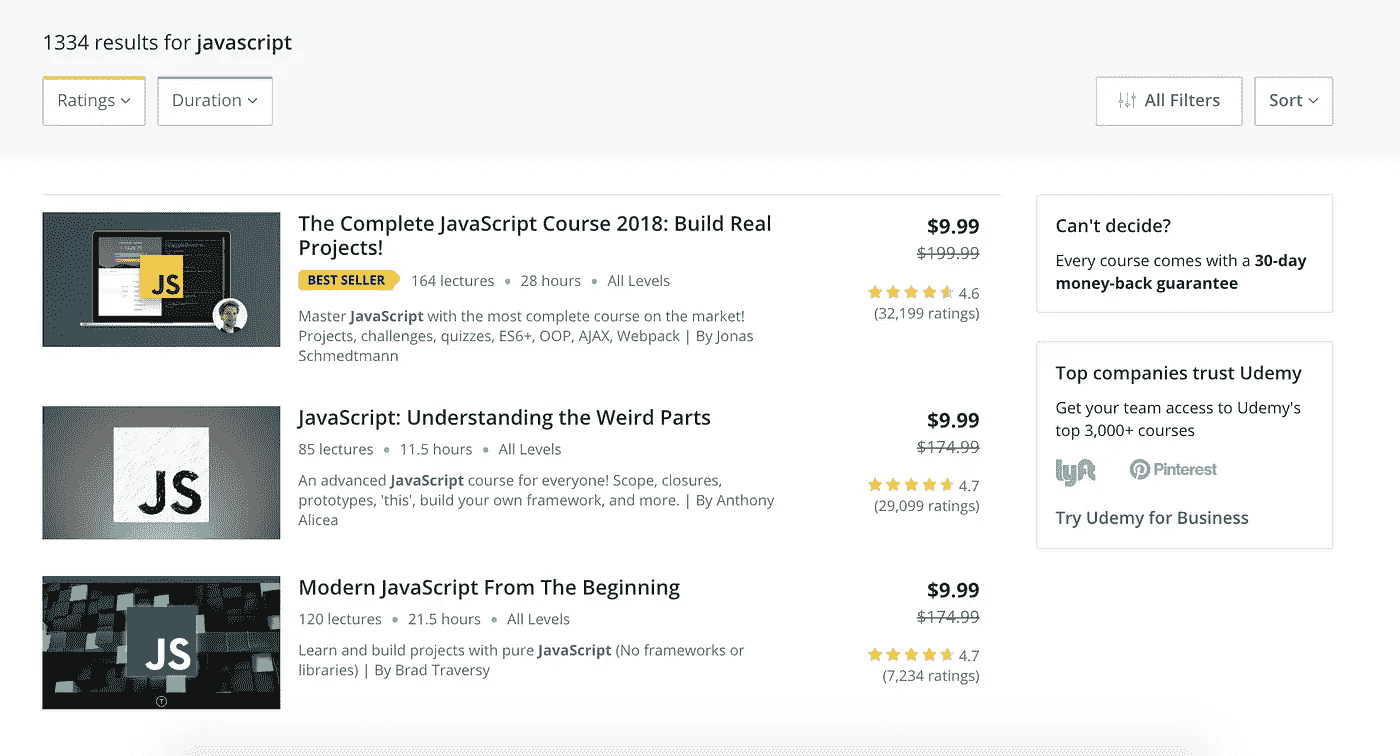 1334 results for javascript
Ratings
Duration
All Filters
Sort
JS
The Complete JavaScript Course 2018: Build Real
Projects!
BEST SELLER 164 lectures • 28 hours • All Levels
Master JavaScript with the most complete course on the market!
Projects, challenges, quizzes, ES6+, OOP, AJAX, Webpack | By Jonas
Schmedtmann
$9.99
$199.99
4.6
(32,199 ratings)
JS
JavaScript: Understanding the Weird Parts
85 lectures • 11.5 hours • All Levels
An advanced JavaScript course for everyone! Scope, closures,
prototypes, 'this', build your own framework, and more. | By Anthony
Alicea
$9.99
$174.99
4.7
(29,099 ratings)
JS
T
Modern JavaScript From The Beginning
120 lectures • 21.5 hours • All Levels
Learn and build projects with pure JavaScript (No frameworks or
libraries) | By Brad Traversy
$9.99
$174.99
4.7
(7,234 ratings)
Can't decide?
Every course comes with a 30-day
money-back guarantee
Top companies trust Udemy
Get your team access to Udemy's
top 3,000+ courses
lyft Pinterest
Try Udemy for Business